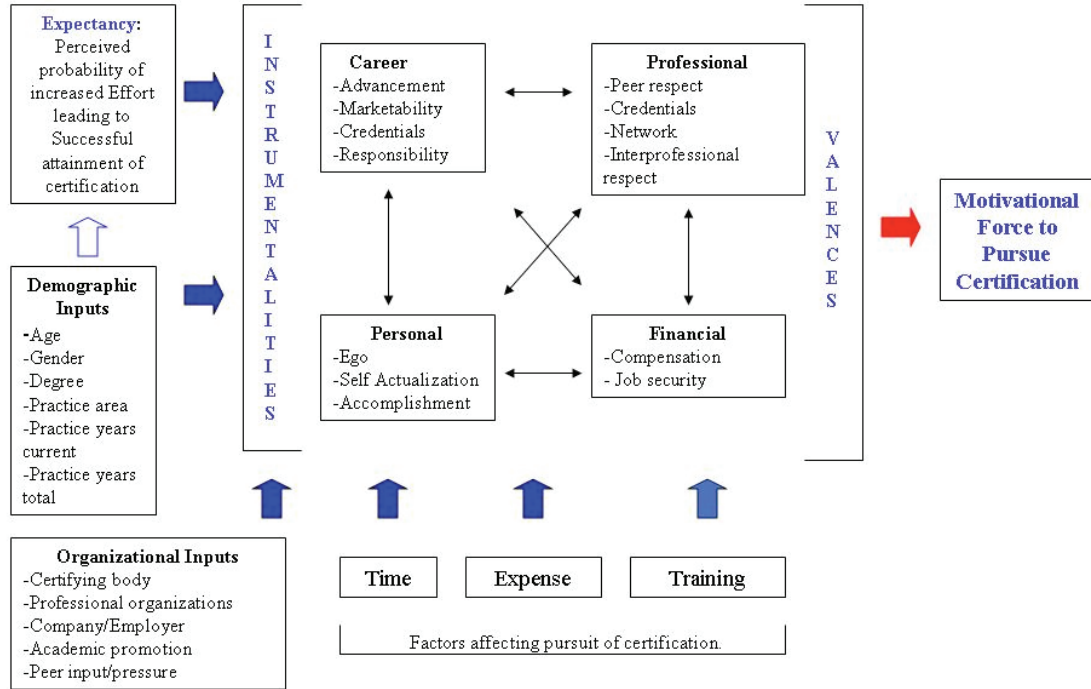 Expectancy:
Perceived
probability of
increased Effort
leading to
Successful
attainment of
certification
Demographic
Inputs
-Age
-Gender
-Degree
-Practice area
-Practice years
current
-Practice years
total
Organizational Inputs
-Certifying body
-Professional organizations
-Company/Employer
-Academic promotion
-Peer input/pressure
INSTRUMENTALITIES
Career
-Advancement
-Marketability
-Credentials
-Responsibility
Professional
-Peer respect
-Credentials
-Network
-Interprofessional
respect
Personal
-Ego
-Self Actualization
-Accomplishment
Financial
-Compensation
- Job security
VALENCES
Motivational
Force to
Pursue
Certification
Time
Expense
Training
Factors affecting pursuit of certification.